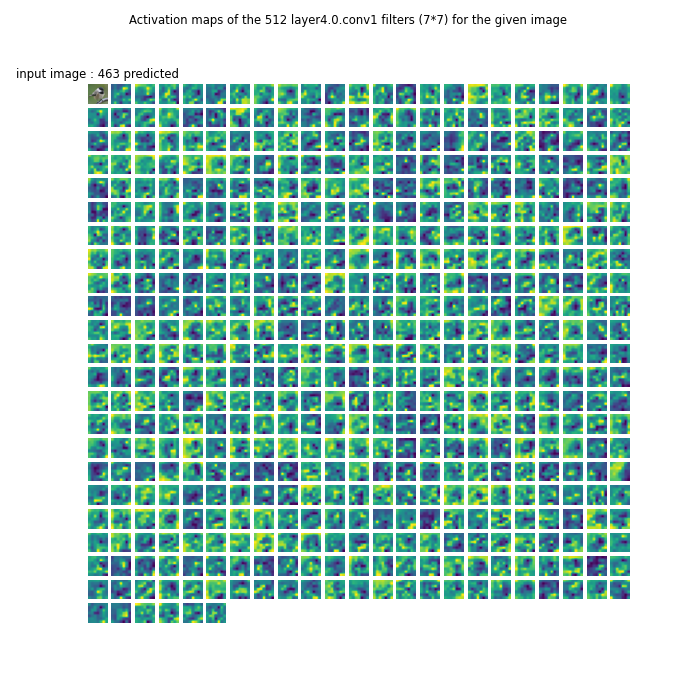 Activation maps of the 512 layer4.0.conv1 filters (7*7) for the given image
input image : 463 predicted